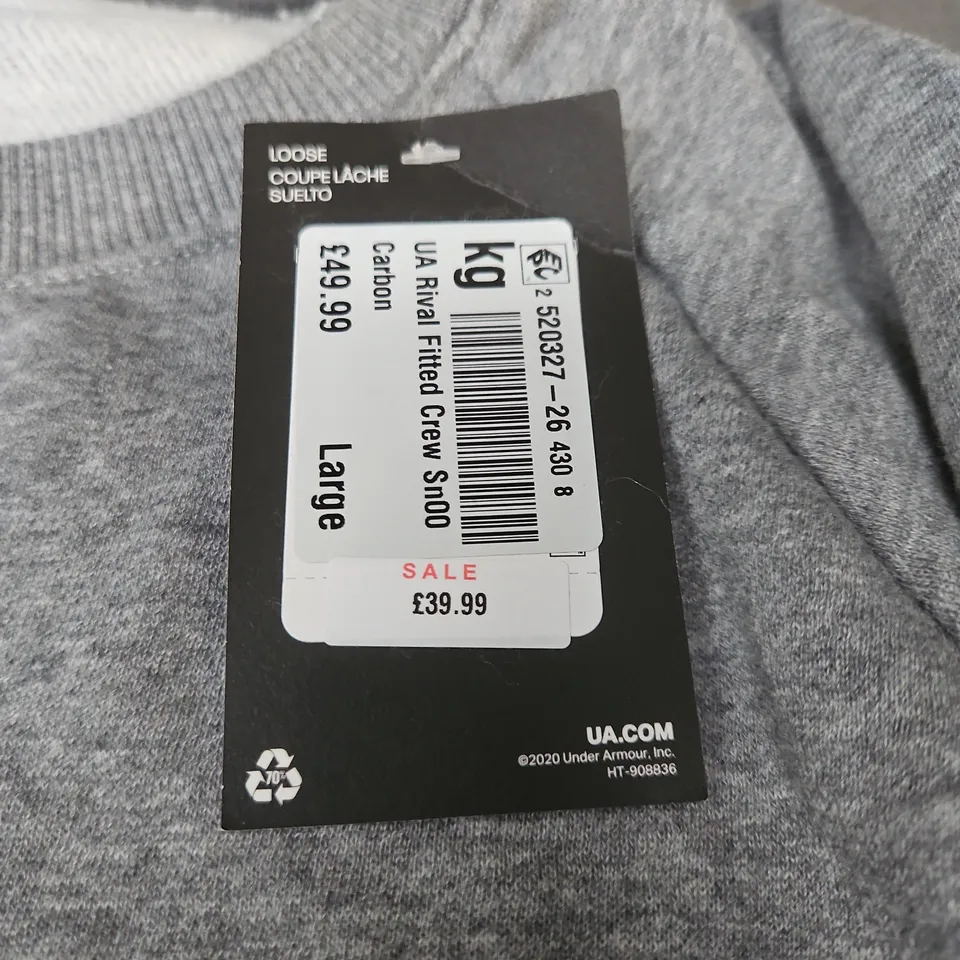 LOOSE
COUPE LÂCHE
SUELTO
2 520327-26 430 8
kg
UA Rival Fitted Crew Sn00
Carbon
£49.99 Large
SALE
£39.99
UA.COM
©2020 Under Armour, Inc.
HT-908836
70%